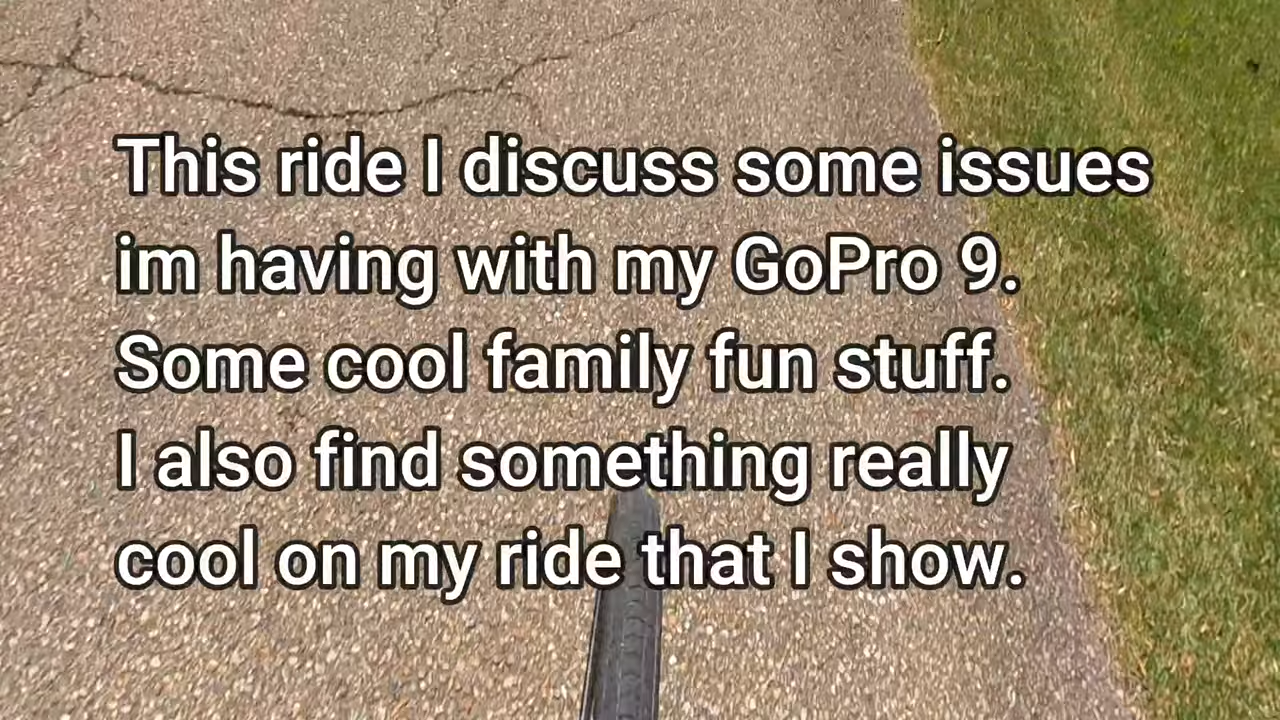 This ride I discuss some issues
im having with my GoPro 9.
Some cool family fun stuff.
I also find something really
cool on my ride that I show.